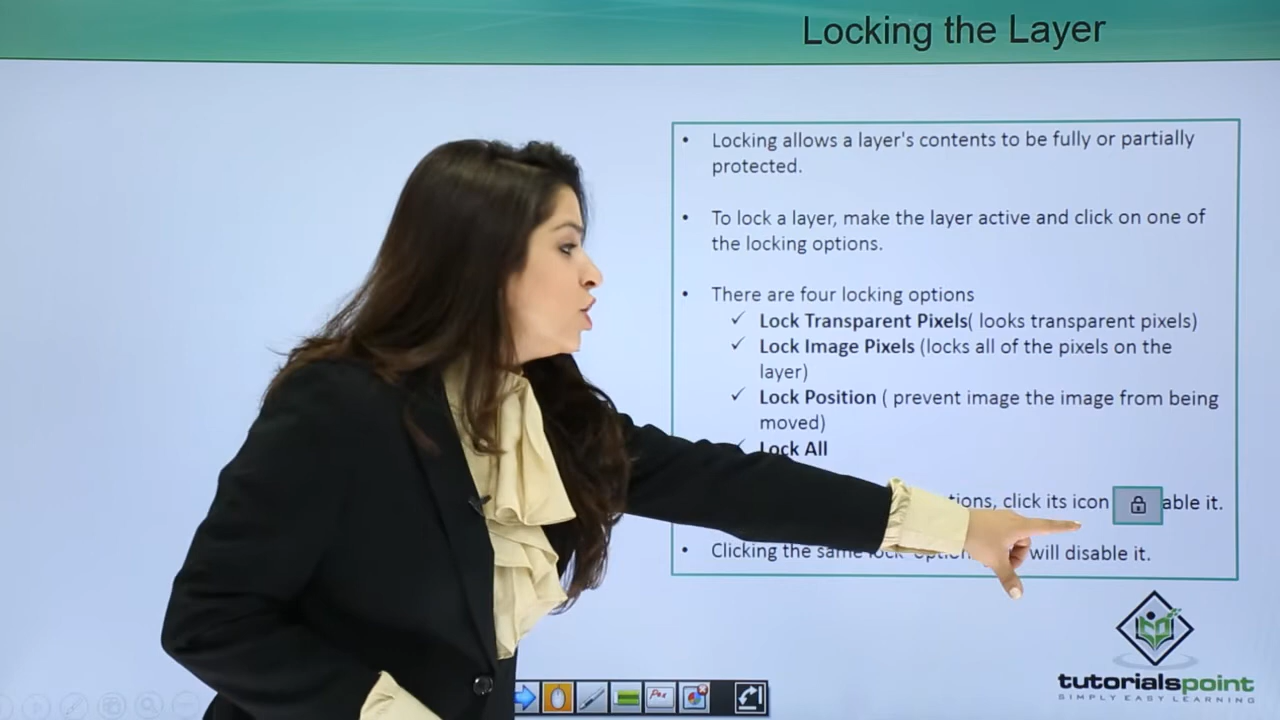 Locking the Layer
• Locking allows a layer's contents to be fully or partially
protected.
• To lock a layer, make the layer active and click on one of
the locking options.
• There are four locking options
✓ Lock Transparent Pixels( looks transparent pixels)
✓ Lock Image Pixels (locks all of the pixels on the
layer)
✓ Lock Position ( prevent image the image from being
moved)
✓ Lock All
click its icon able it.
• Clicking the same lock will disable it.
tutorialspoint
SIMPLY EASY LEARNING
Pen